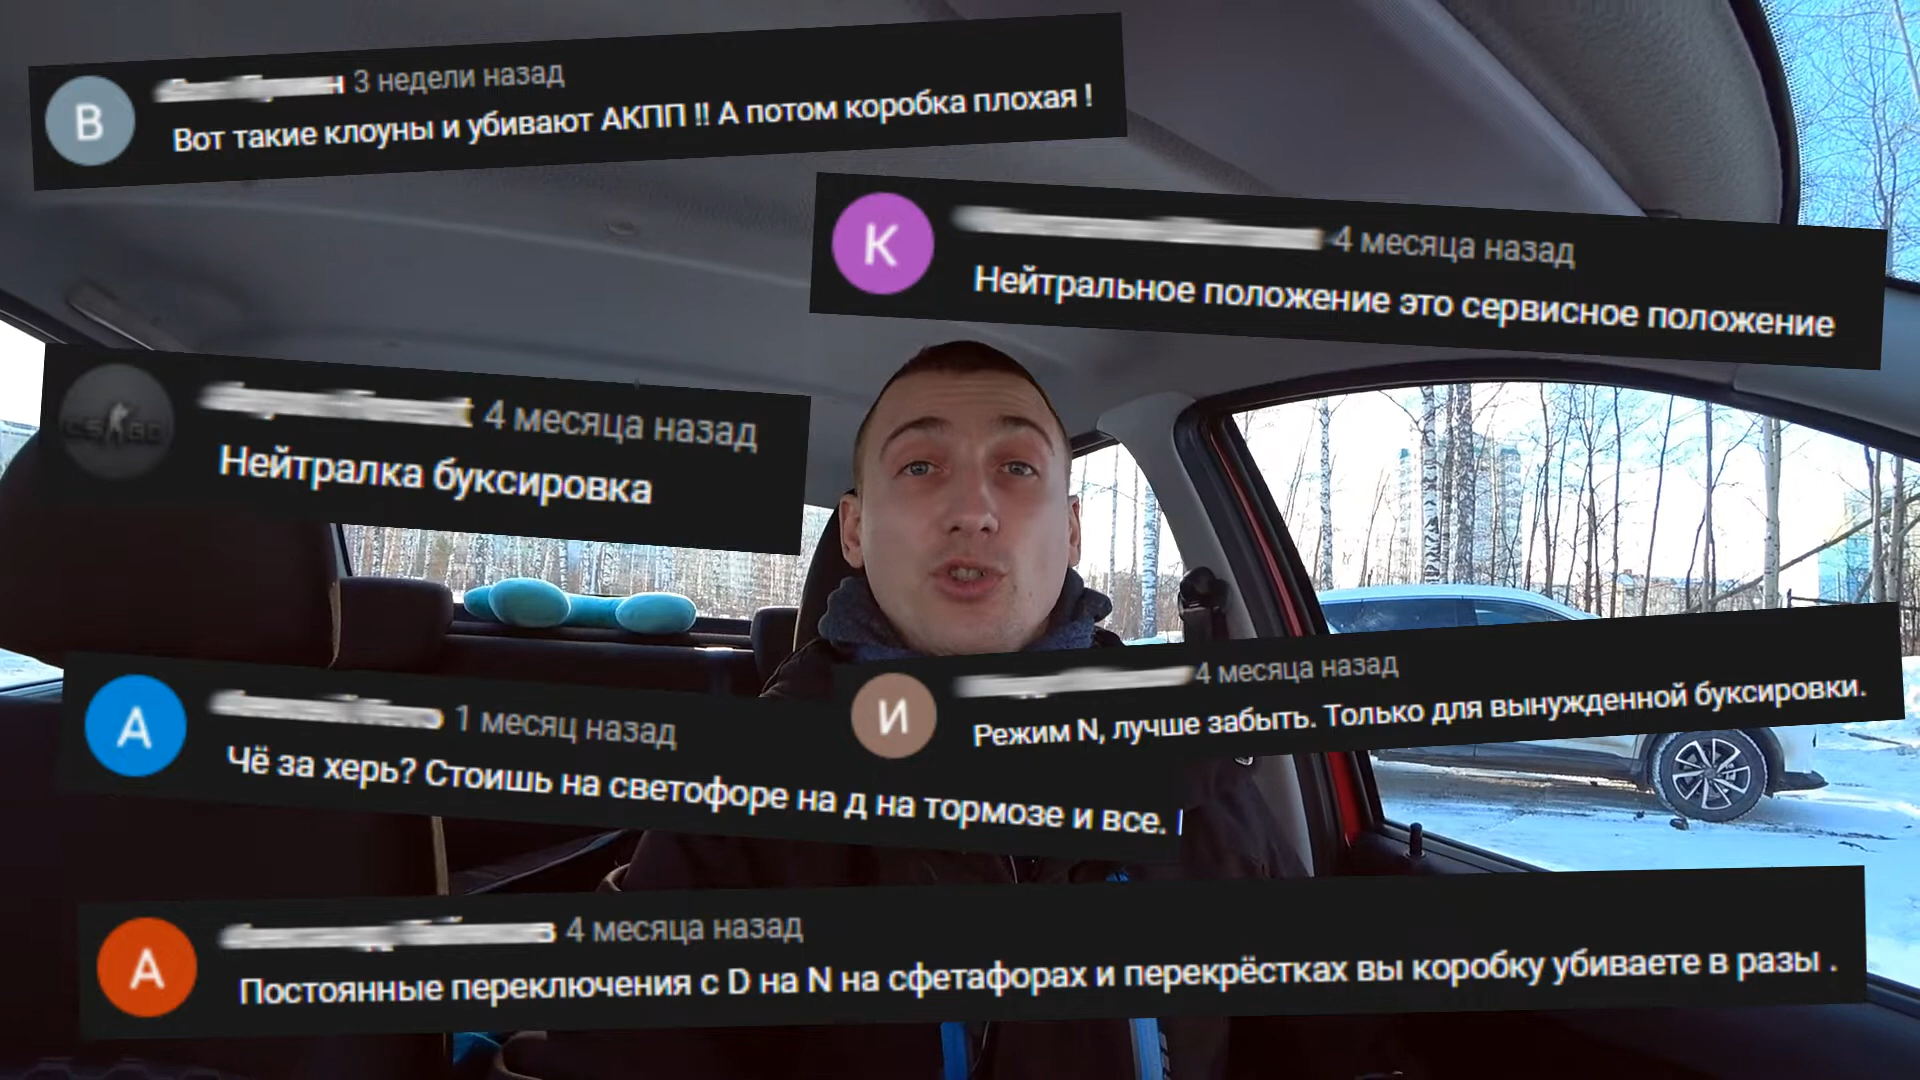 В
3 недели назад
Вот такие клоуны и убивают АКПП !! А потом коробка плохая !
К
4 месяца назад
Нейтральное положение это сервисное положение
CS GO
4 месяца назад
Нейтралка буксировка
А
1 месяц назад
Чё за херь? Стоишь на светофоре на д на тормозе и все.
И
4 месяца назад
Режим N, лучше забыть. Только для вынужденной буксировки.
А
4 месяца назад
Постоянные переключения с D на N на сфетафорах и перекрёстках вы коробку убиваете в разы .